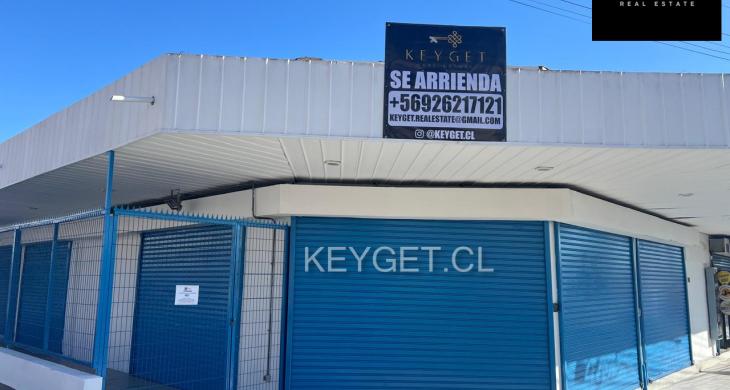 REAL ESTATE
KEYGET
SE ARRIENDA
+56926217121
KEYGET.REALESTATE@GMAIL.COM
@KEYGET.CL
KEYGET.CL